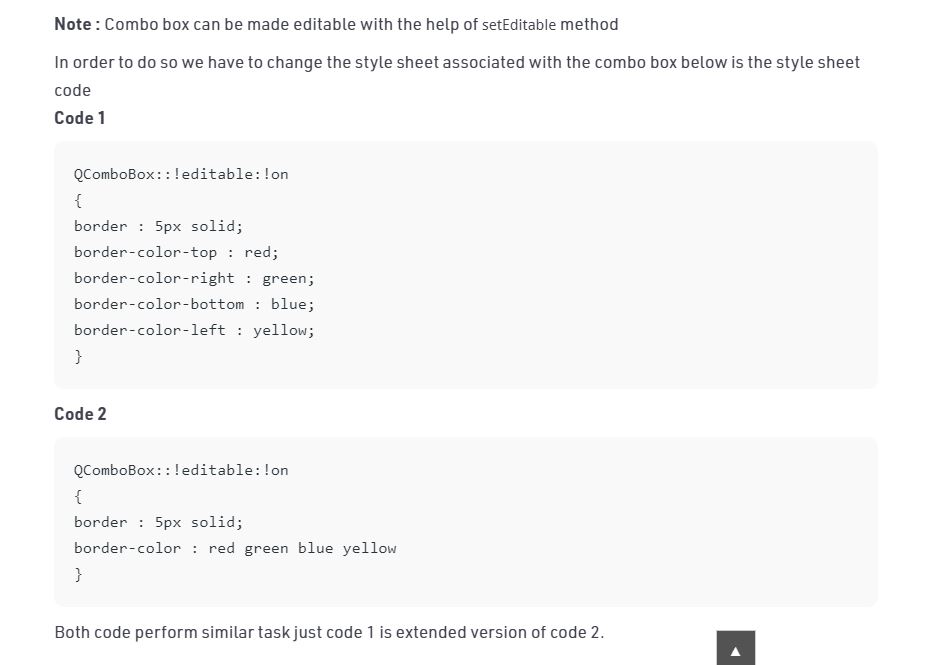 Note : Combo box can be made editable with the help of setEditable method
In order to do so we have to change the style sheet associated with the combo box below is the style sheet
code
Code 1
QComboBox::!editable:!on
{
border : 5px solid;
border-color-top : red;
border-color-right : green;
border-color-bottom : blue;
border-color-left : yellow;
}
Code 2
QComboBox::!editable:!on
{
border : 5px solid;
border-color : red green blue yellow
}
Both code perform similar task just code 1 is extended version of code 2.
▲